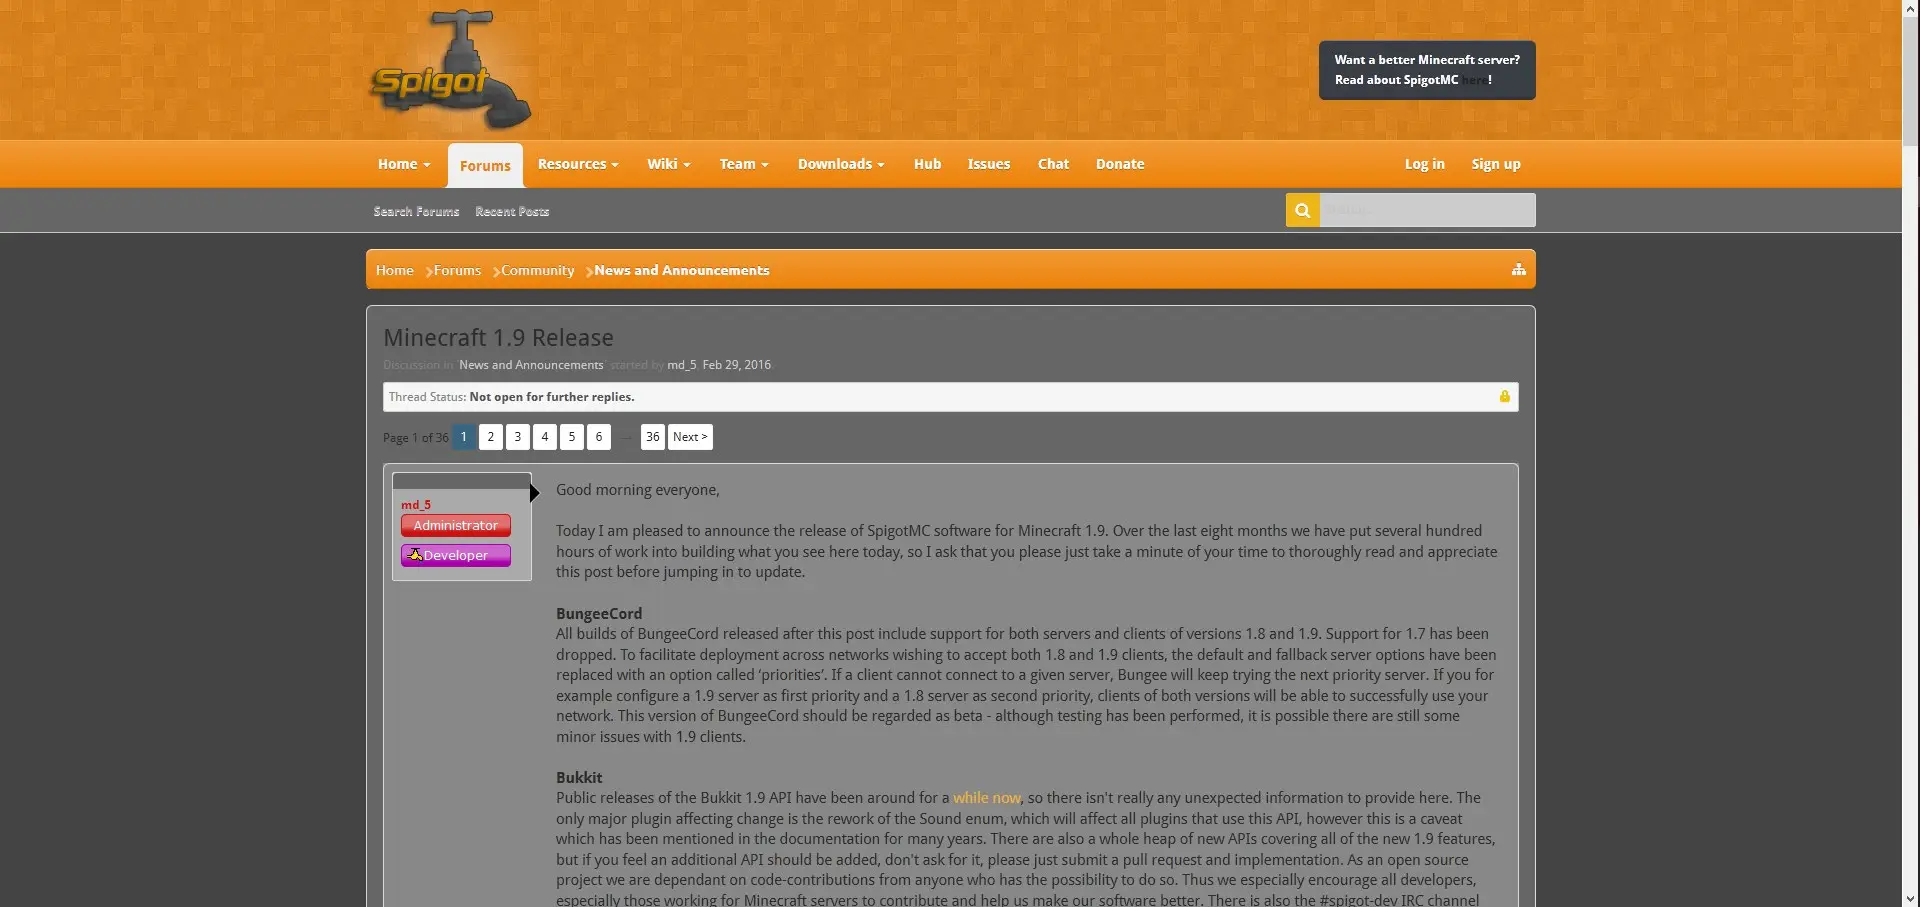 Spigot
Want a better Minecraft server?
Read about SpigotMC here!
Home
Forums
Resources
Wiki
Team
Downloads
Hub
Issues
Chat
Donate
Log in
Sign up
Search Forums
Recent Posts
Home
Forums
Community
News and Announcements
Minecraft 1.9 Release
Discussion in 'News and Announcements' started by md_5, Feb 29, 2016.
Thread Status: Not open for further replies.
Page 1 of 36 1 2 3 4 5 6 36 Next >
md_5
Administrator
Developer
Good morning everyone,
Today I am pleased to announce the release of SpigotMC software for Minecraft 1.9. Over the last eight months we have put several hundred
hours of work into building what you see here today, so I ask that you please just take a minute of your time to thoroughly read and appreciate
this post before jumping in to update.
BungeeCord
All builds of BungeeCord released after this post include support for both servers and clients of versions 1.8 and 1.9. Support for 1.7 has been
dropped. To facilitate deployment across networks wishing to accept both 1.8 and 1.9 clients, the default and fallback server options have been
replaced with an option called ‘priorities’. If a client cannot connect to a given server, Bungee will keep trying the next priority server. If you for
example configure a 1.9 server as first priority and a 1.8 server as second priority, clients of both versions will be able to successfully use your
network. This version of BungeeCord should be regarded as beta - although testing has been performed, it is possible there are still some
minor issues with 1.9 clients.
Bukkit
Public releases of the Bukkit 1.9 API have been around for a while now, so there isn't really any unexpected information to provide here. The
only major plugin affecting change is the rework of the Sound enum, which will affect all plugins that use this API, however this is a caveat
which has been mentioned in the documentation for many years. There are also a whole heap of new APIs covering all of the new 1.9 features,
but if you feel an additional API should be added, don't ask for it, please just submit a pull request and implementation. As an open source
project we are dependant on code-contributions from anyone who has the possibility to do so. Thus we especially encourage all developers,
especially those working for Minecraft servers to contribute and help us make our software better. There is also the #spigot-dev IRC channel